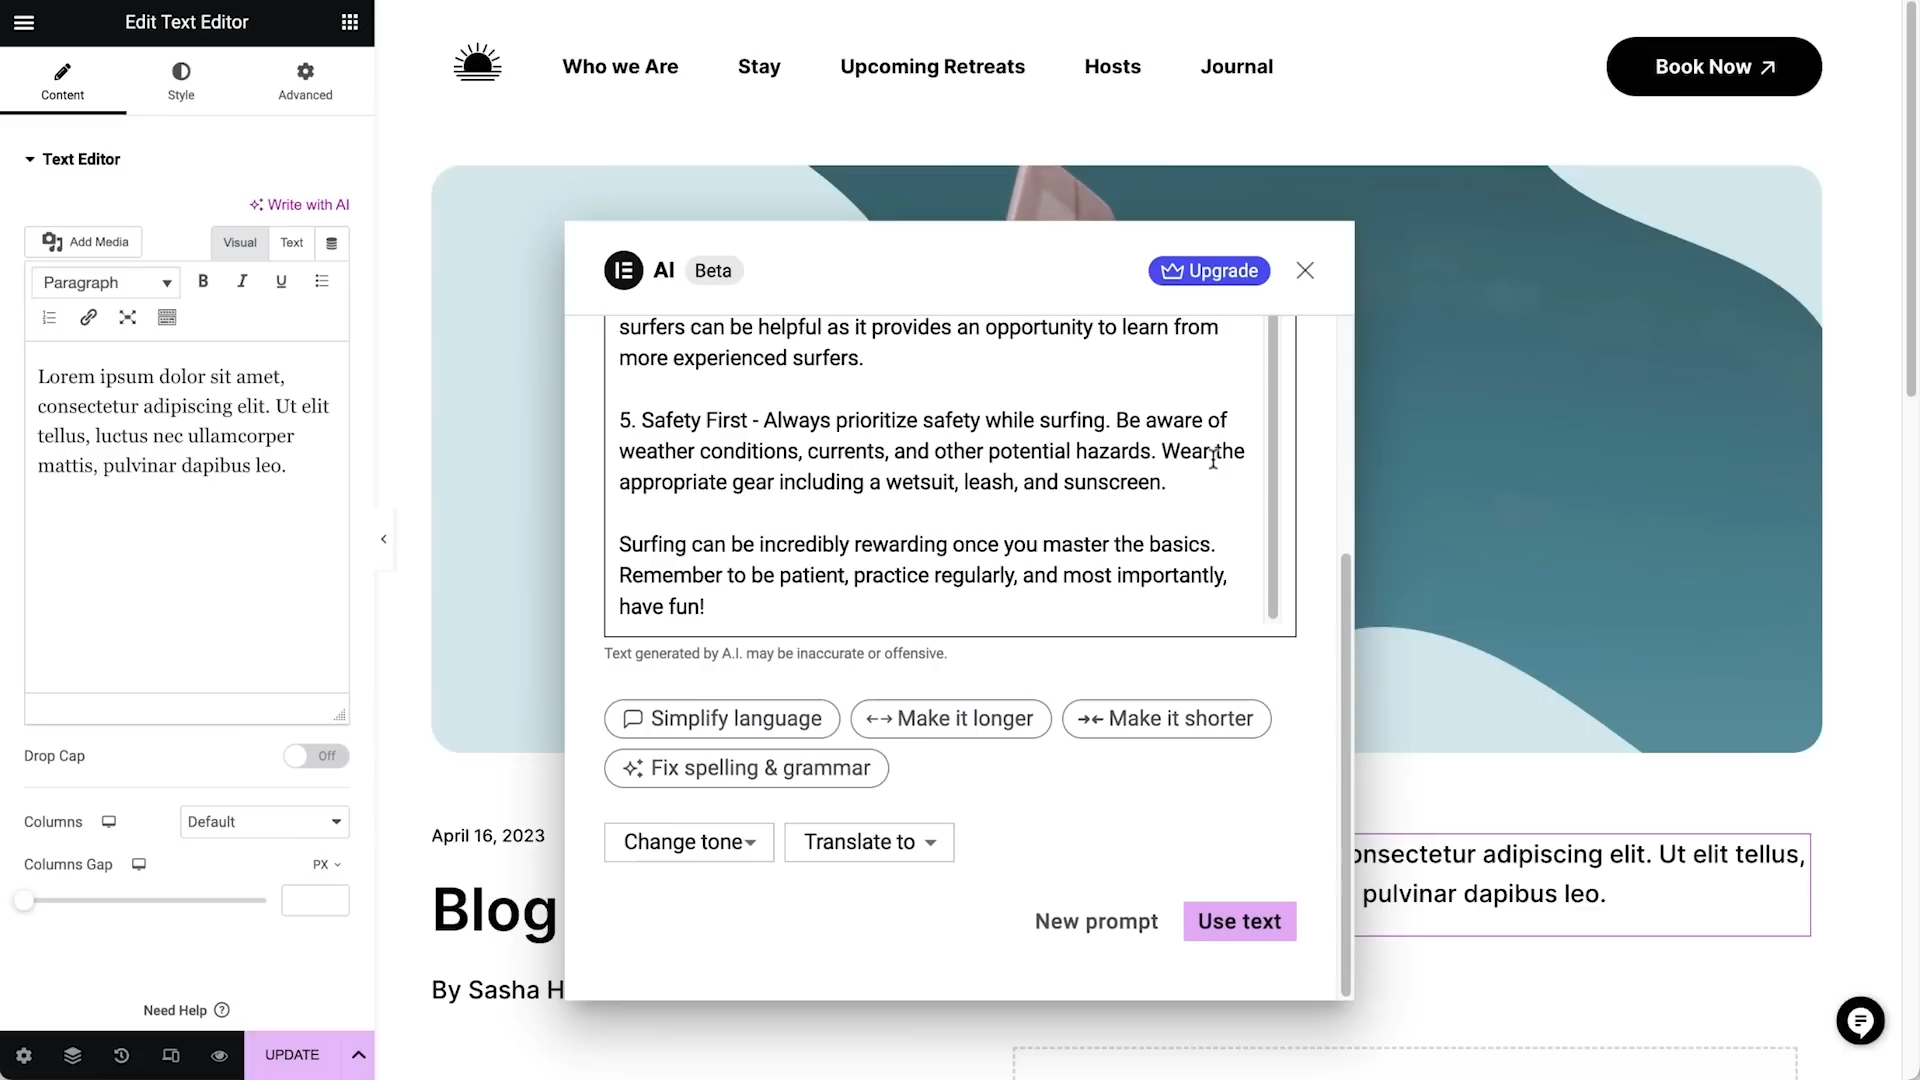 Edit Text Editor
Content
Style
Advanced
Text Editor
Write with AI
Add Media
Visual
Text
Paragraph
B
I
U
Lorem ipsum dolor sit amet,
consectetur adipiscing elit. Ut elit
tellus, luctus nec ullamcorper
mattis, pulvinar dapibus leo.
Drop Cap
Off
Columns
Default
Columns Gap
PX
Need Help
UPDATE
Who we Are
Stay
Upcoming Retreats
Hosts
Journal
Book Now
AI
Beta
Upgrade
surfers can be helpful as it provides an opportunity to learn from
more experienced surfers.
5. Safety First - Always prioritize safety while surfing. Be aware of
weather conditions, currents, and other potential hazards. Wear the
appropriate gear including a wetsuit, leash, and sunscreen.
Surfing can be incredibly rewarding once you master the basics.
Remember to be patient, practice regularly, and most importantly,
have fun!
Text generated by A.I. may be inaccurate or offensive.
Simplify language
Make it longer
Make it shorter
Fix spelling & grammar
Change tone
Translate to
New prompt
Use text
April 16, 2023
Blog
By Sasha H
onsectetur adipiscing elit. Ut elit tellus,
pulvinar dapibus leo.